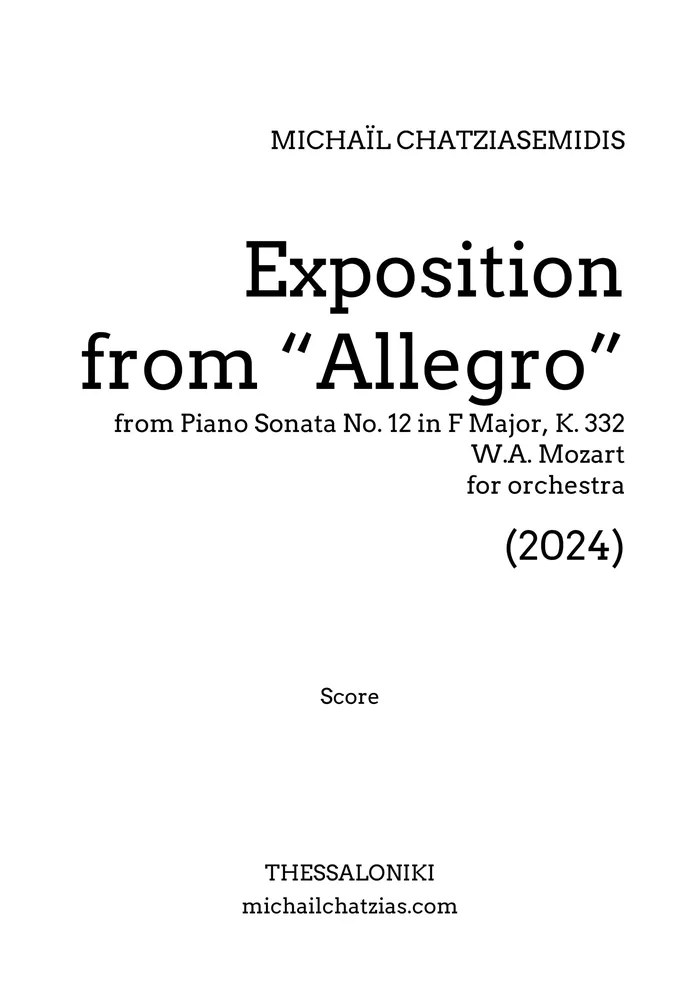 MICHAÏL CHATZIASEMIDIS
Exposition
from “Allegro”
from Piano Sonata No. 12 in F Major, K. 332
W.A. Mozart
for orchestra
(2024)
Score
THESSALONIKI
michailchatzias.com